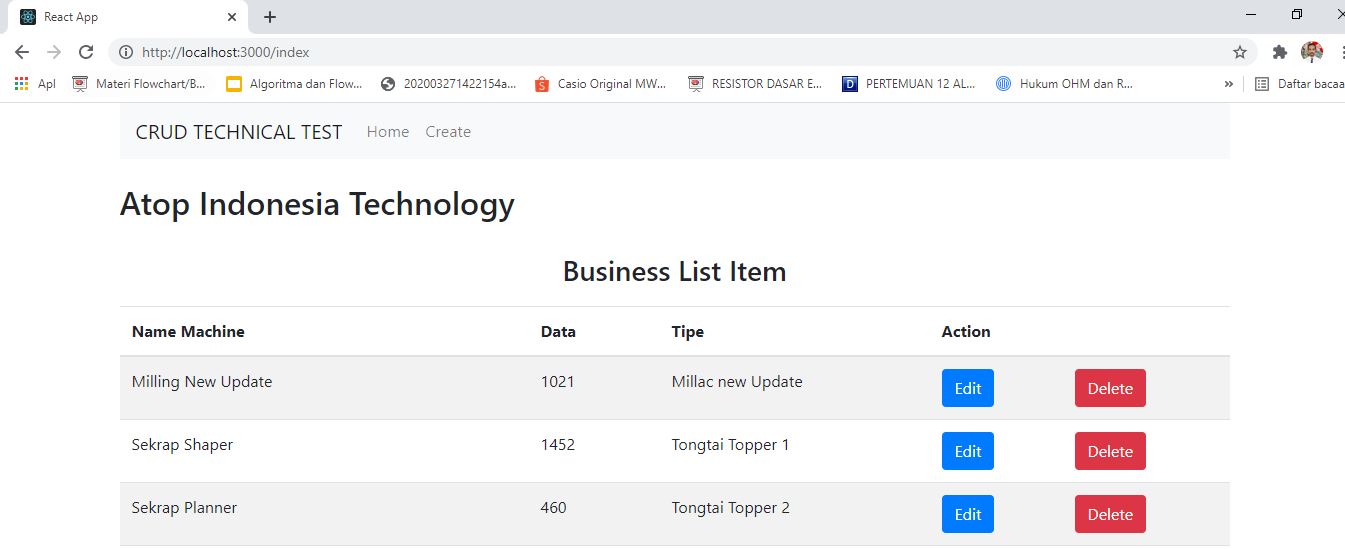 React App
http://localhost:3000/index
Apl Materi Flowchart/B... Algoritma dan Flow... 202003271422154a... Casio Original MW... RESISTOR DASAR E... PERTEMUAN 12 AL... Hukum OHM dan R... » Daftar bacaa
CRUD TECHNICAL TEST Home Create
Atop Indonesia Technology
Business List Item
Name Machine Data Tipe Action
Milling New Update 1021 Millac new Update Edit Delete
Sekrap Shaper 1452 Tongtai Topper 1 Edit Delete
Sekrap Planner 460 Tongtai Topper 2 Edit Delete